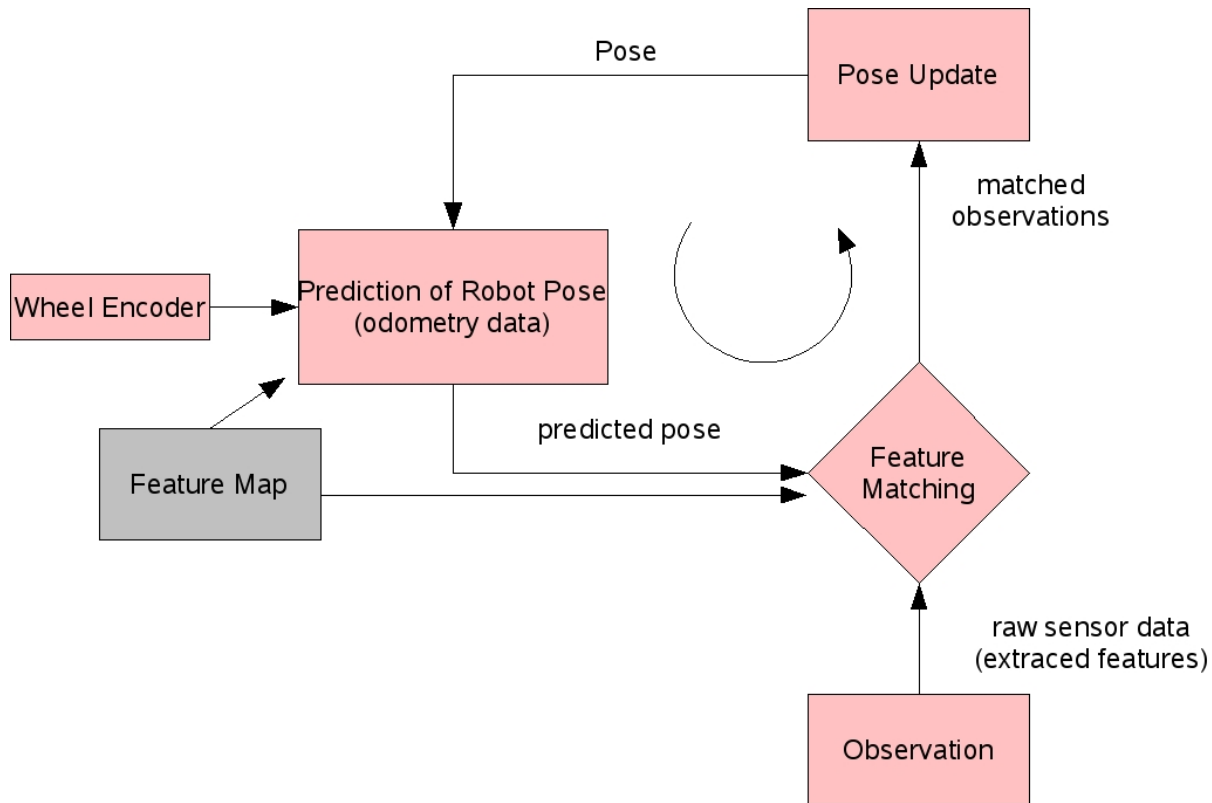 Pose
Pose Update
matched
observations
Prediction of Robot Pose
(odometry data)
Wheel Encoder
predicted pose
Feature Map
Feature
Matching
raw sensor data
(extraced features)
Observation